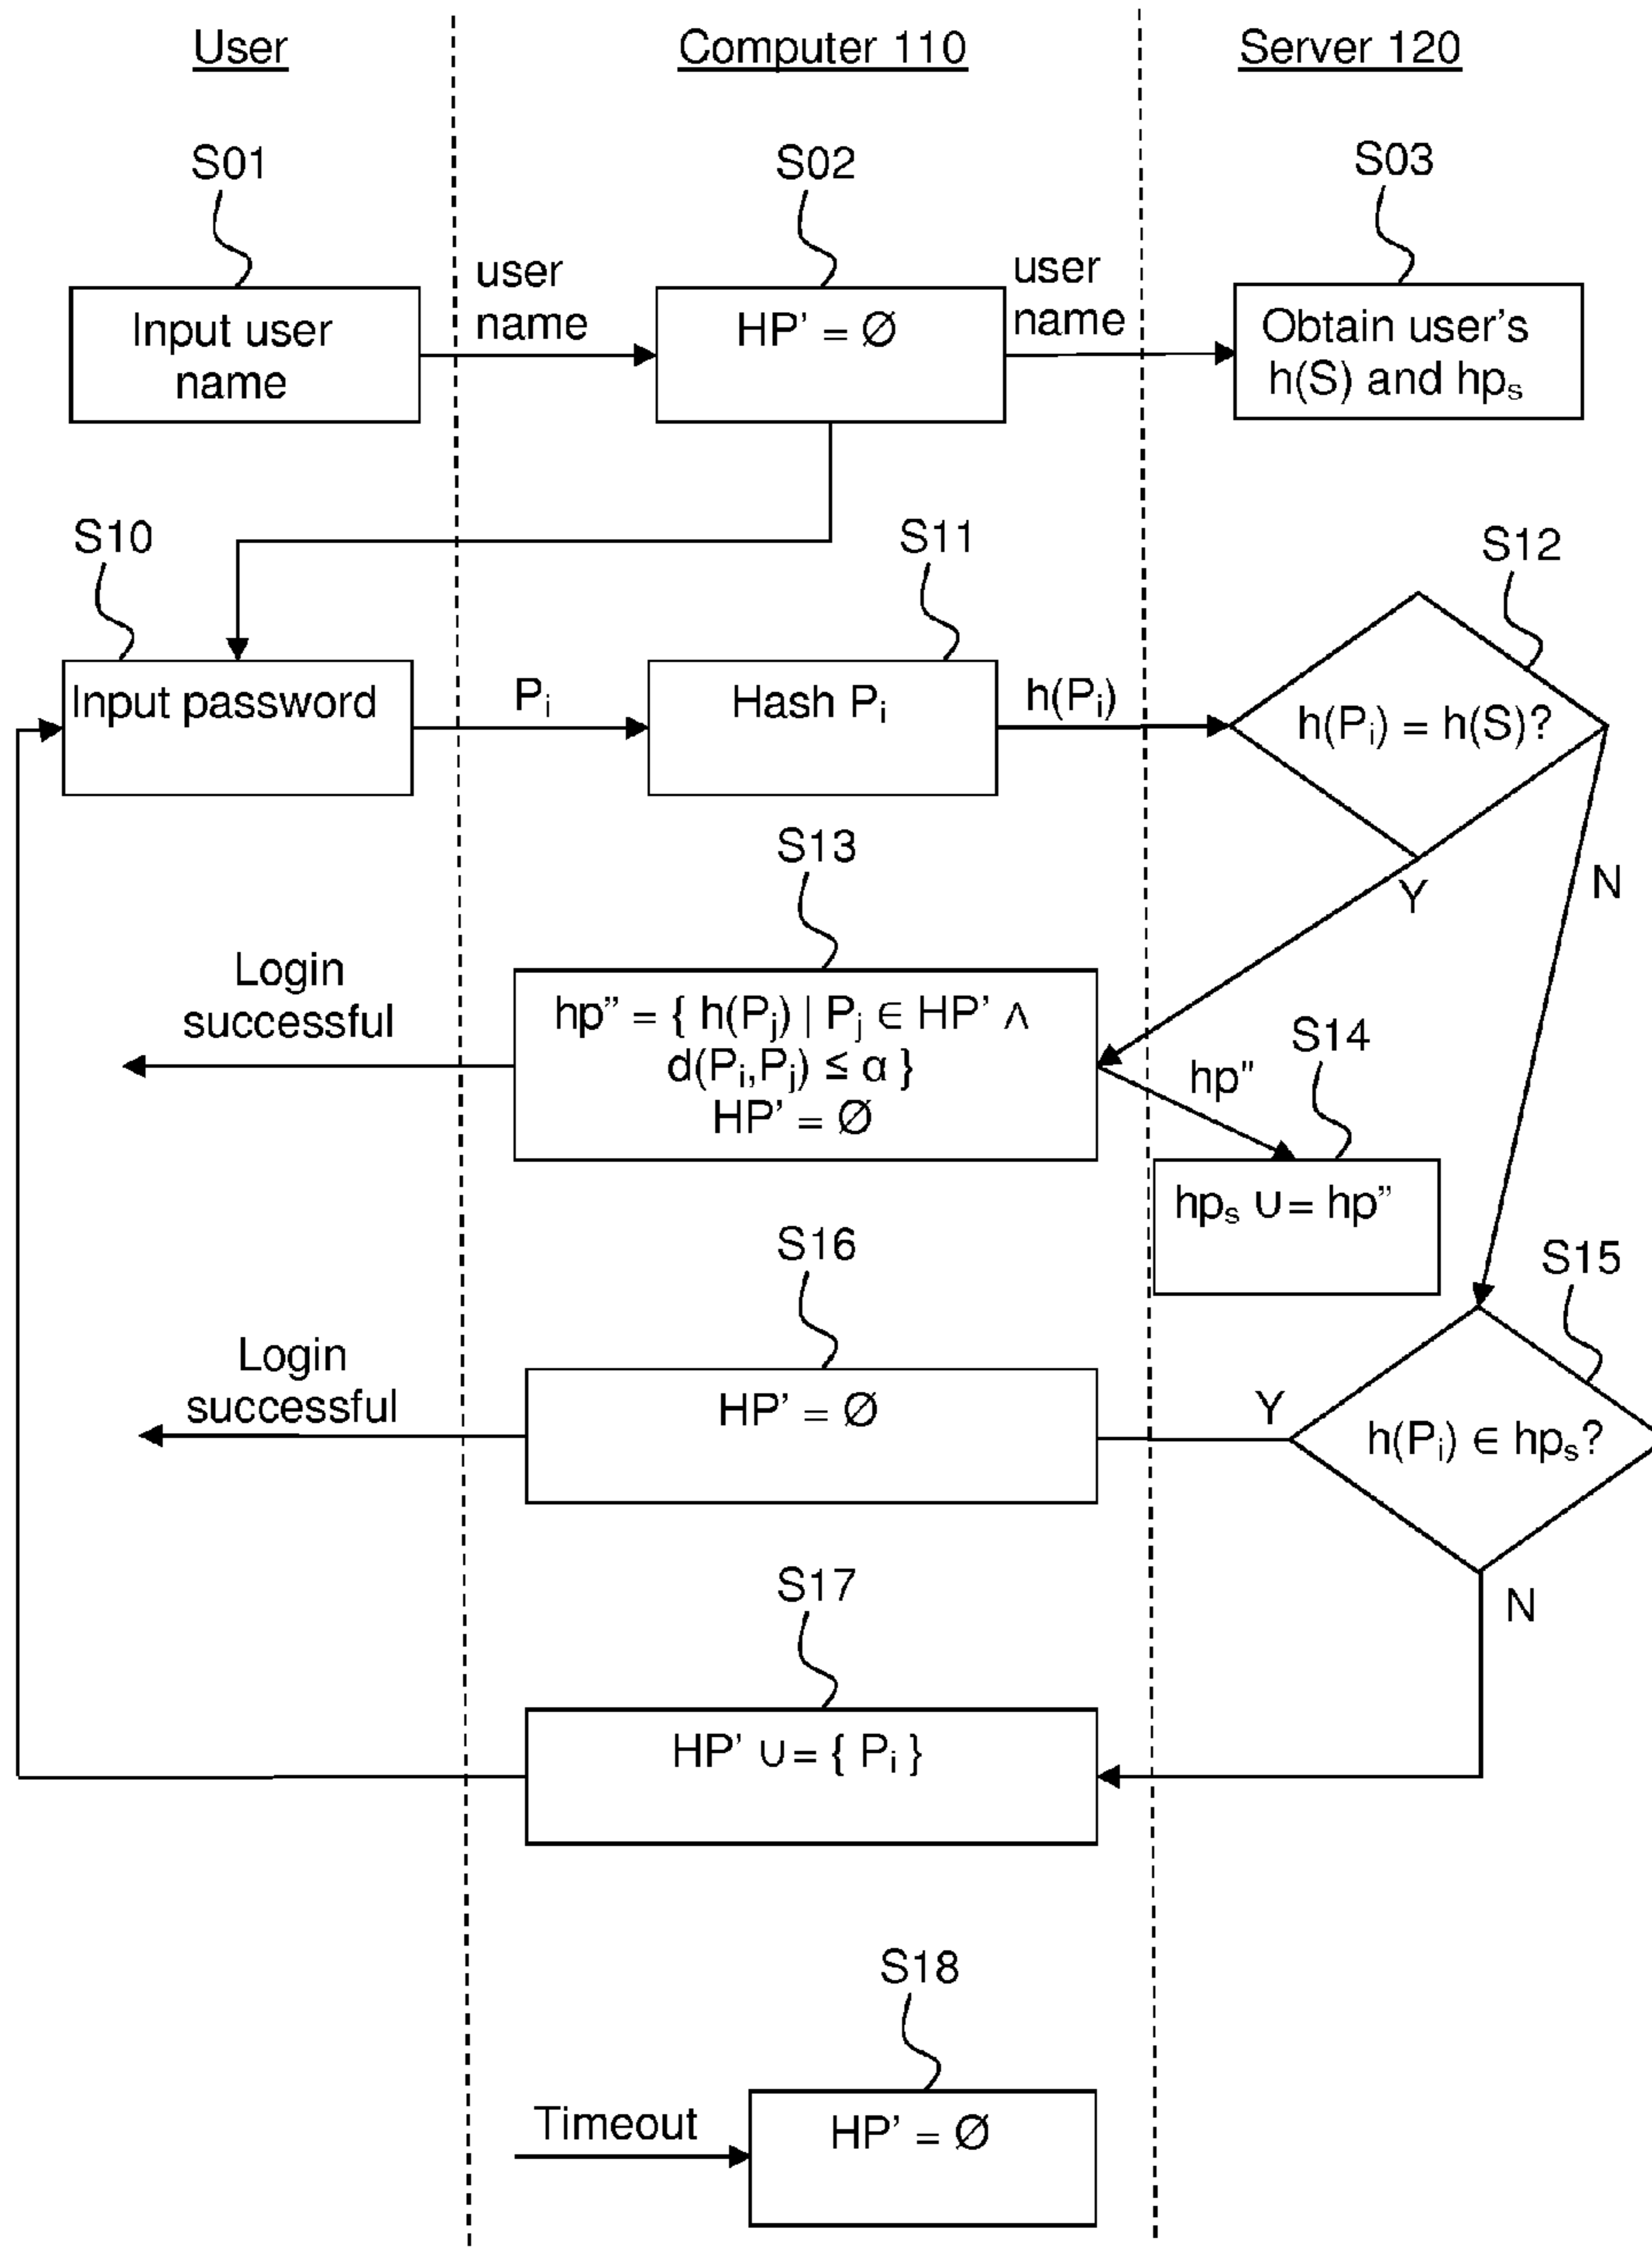 User
Computer 110
Server 120
S01
S02
S03
user
name
user
name
Input user
name
HP’ = Ø
Obtain user’s
h(S) and hpₛ
S10
S11
S12
Input password
Pᵢ
Hash Pᵢ
h(Pᵢ)
h(Pᵢ) = h(S)?
S13
Y
N
Login
successful
hp” = { h(Pⱼ) | Pⱼ ∈ HP’ ∧
d(Pᵢ,Pⱼ) ≤ α }
HP’ = Ø
hp”
S14
hpₛ ∪= hp”
S16
S15
Login
successful
HP’ = Ø
Y
h(Pᵢ) ∈ hpₛ?
S17
N
HP’ ∪= { Pᵢ }
S18
Timeout
HP’ = Ø